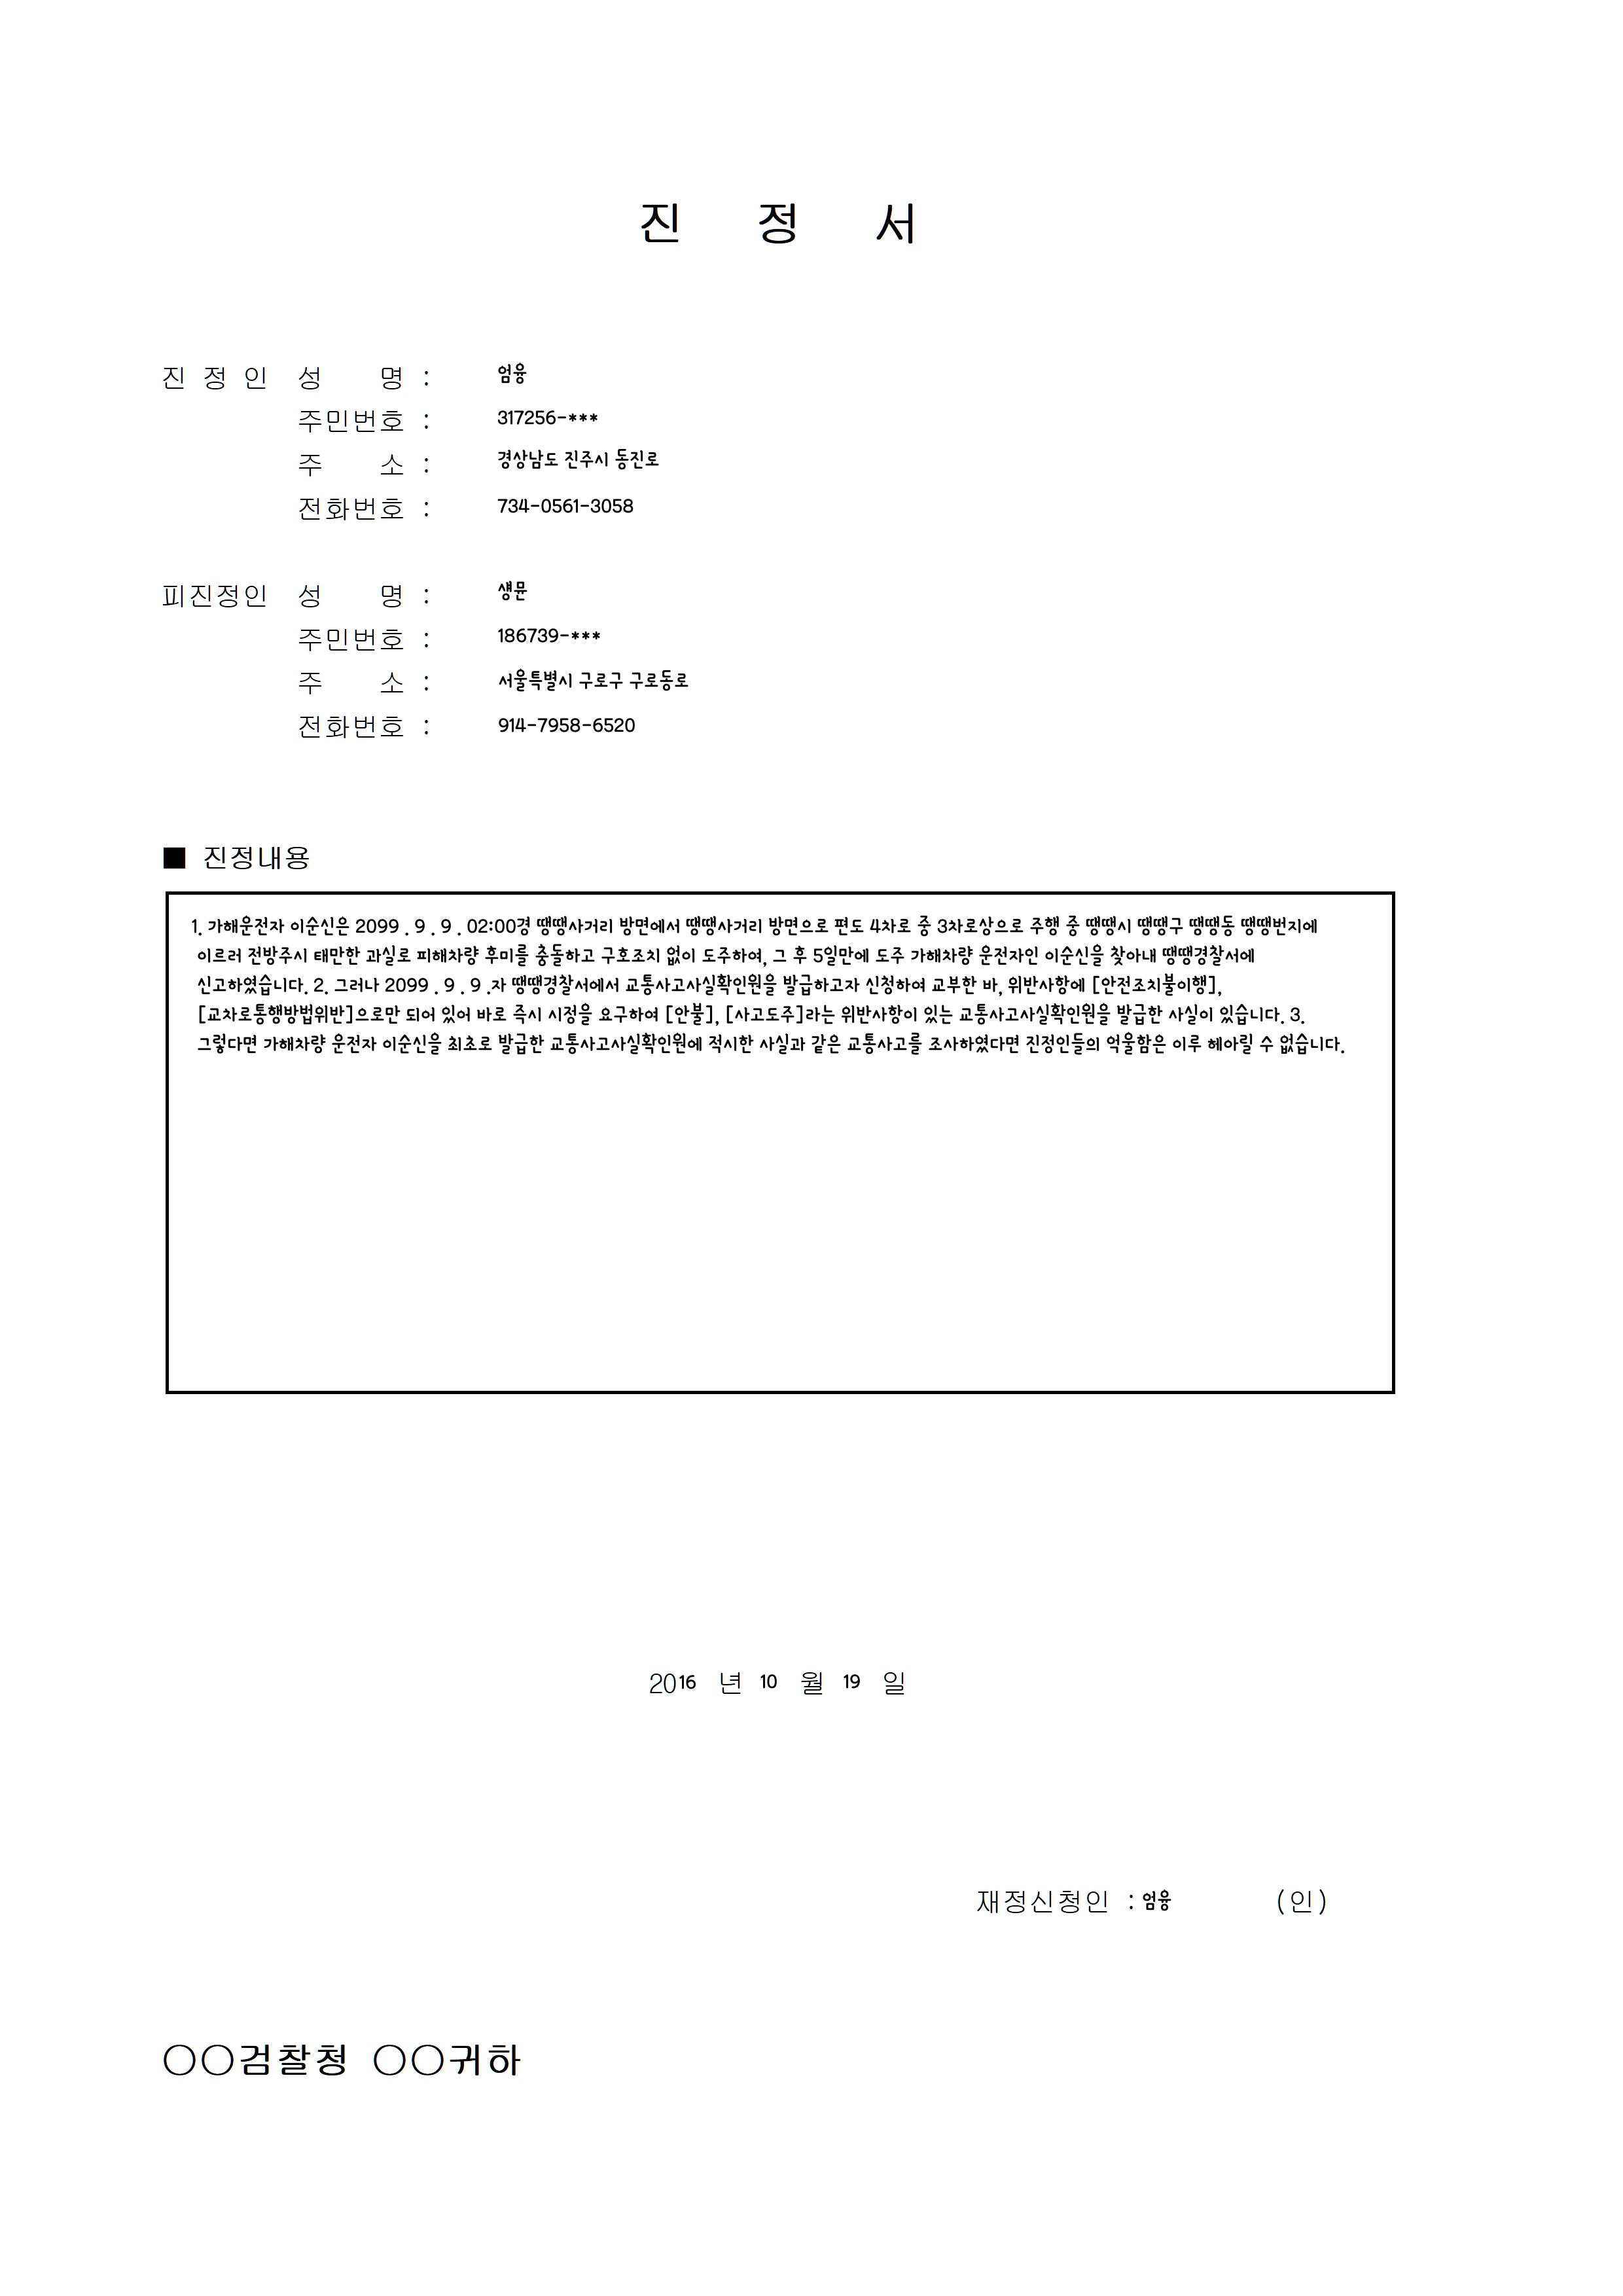 진 정 서
진 정 인 성 명 : 엄융
주민번호 : 317256-***
주 소 : 경상남도 진주시 동진로
전화번호 : 734-0561-3058
피진정인 성 명 : 생문
주민번호 : 186739-***
주 소 : 서울특별시 구로구 구로동로
전화번호 : 914-7958-6520
■ 진정내용
1. 가해운전자 이순신은 2099 . 9 . 9 . 02:00경 땡땡사거리 방면에서 땡땡사거리 방면으로 편도 4차로 중 3차로상으로 주행 중 땡땡시 땡땡구 땡땡동 땡땡번지에
이르러 전방주시 태만한 과실로 피해차량 후미를 충돌하고 구호조치 없이 도주하여, 그 후 5일만에 도주 가해차량 운전자인 이순신을 찾아내 땡땡경찰서에
신고하였습니다. 2. 그러나 2099 . 9 . 9 .자 땡땡경찰서에서 교통사고사실확인원을 발급하고자 신청하여 교부한 바, 위반사항에 [안전조치불이행],
[교차로통행방법위반]으로만 되어 있어 바로 즉시 시정을 요구하여 [안불], [사고도주]라는 위반사항이 있는 교통사고사실확인원을 발급한 사실이 있습니다. 3.
그렇다면 가해차량 운전자 이순신을 최초로 발급한 교통사고사실확인원에 적시한 사실과 같은 교통사고를 조사하였다면 진정인들의 억울함은 이루 헤아릴 수 없습니다.
2016 년 10 월 19 일
재정신청인 : 엄융 (인)
○○검찰청 ○○귀하